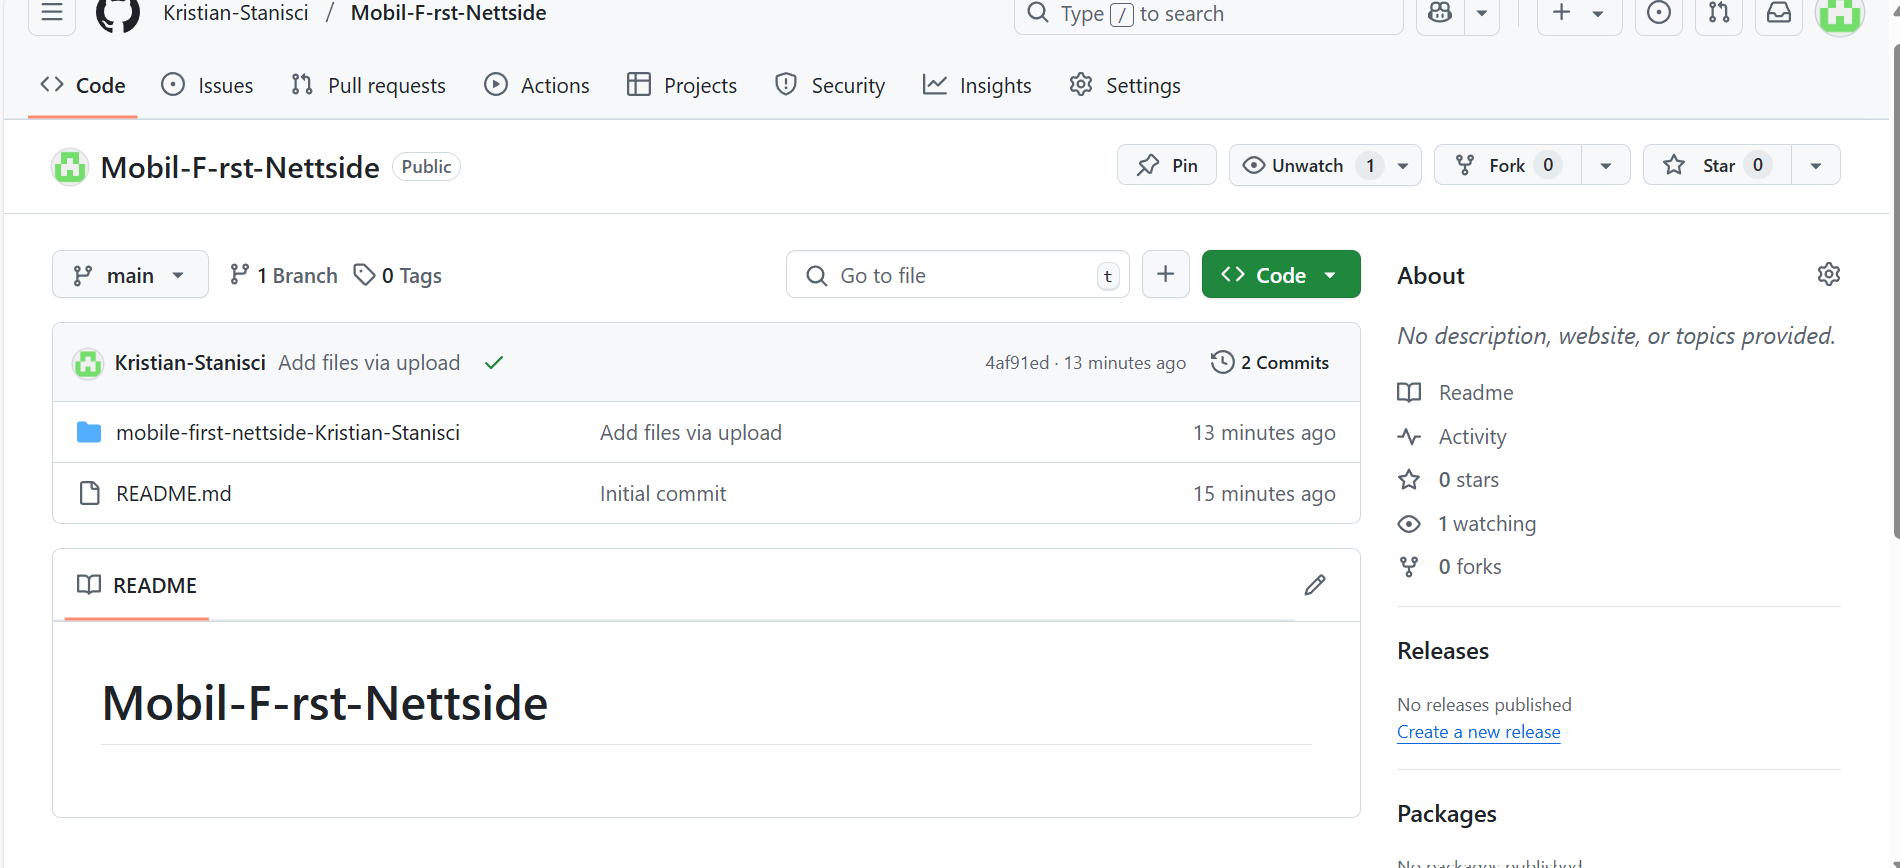 Kristian-Stanisci / Mobil-F-rst-Nettside
Type / to search
Code Issues Pull requests Actions Projects Security Insights Settings
Mobil-F-rst-Nettside Public
Pin Unwatch 1 Fork 0 Star 0
main 1 Branch 0 Tags Go to file t + Code
Kristian-Stanisci Add files via upload 4af91ed · 13 minutes ago 2 Commits
mobile-first-nettside-Kristian-Stanisci Add files via upload 13 minutes ago
README.md Initial commit 15 minutes ago
README
Mobil-F-rst-Nettside
About
No description, website, or topics provided.
Readme
Activity
0 stars
1 watching
0 forks
Releases
No releases published
Create a new release
Packages
No packages published